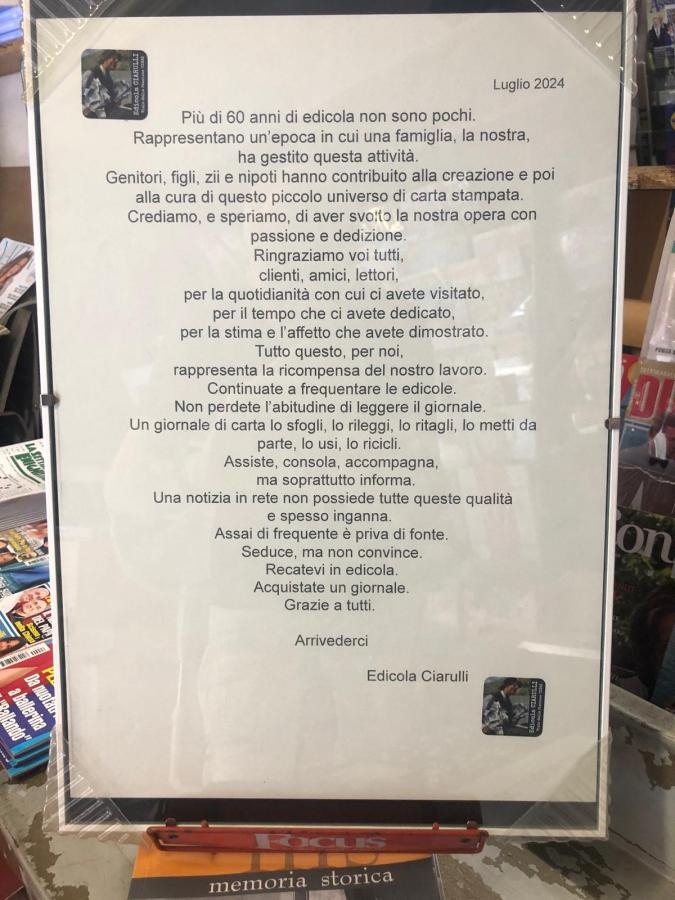 Edicola CIARULLI
Luglio 2024
Più di 60 anni di edicola non sono pochi.
Rappresentano un'epoca in cui una famiglia, la nostra,
ha gestito questa attività.
Genitori, figli, zii e nipoti hanno contribuito alla creazione e poi
alla cura di questo piccolo universo di carta stampata.
Crediamo, e speriamo, di aver svolto la nostra opera con
passione e dedizione.
Ringraziamo voi tutti,
clienti, amici, lettori,
per la quotidianità con cui ci avete visitato,
per il tempo che ci avete dedicato,
per la stima e l'affetto che avete dimostrato.
Tutto questo, per noi,
rappresenta la ricompensa del nostro lavoro.
Continuate a frequentare le edicole.
Non perdete l'abitudine di leggere il giornale.
Un giornale di carta lo sfogli, lo rileggi, lo ritagli, lo metti da
parte, lo usi, lo ricicli.
Assiste, consola, accompagna,
ma soprattutto informa.
Una notizia in rete non possiede tutte queste qualità
e spesso inganna.
Assai di frequente è priva di fonte.
Seduce, ma non convince.
Recatevi in edicola.
Acquistate un giornale.
Grazie a tutti.
Arrivederci
Edicola Ciarulli
Edicola CIARULLI
Da nuotat
a ballerina
"Ballando"
Focus
memoria storica